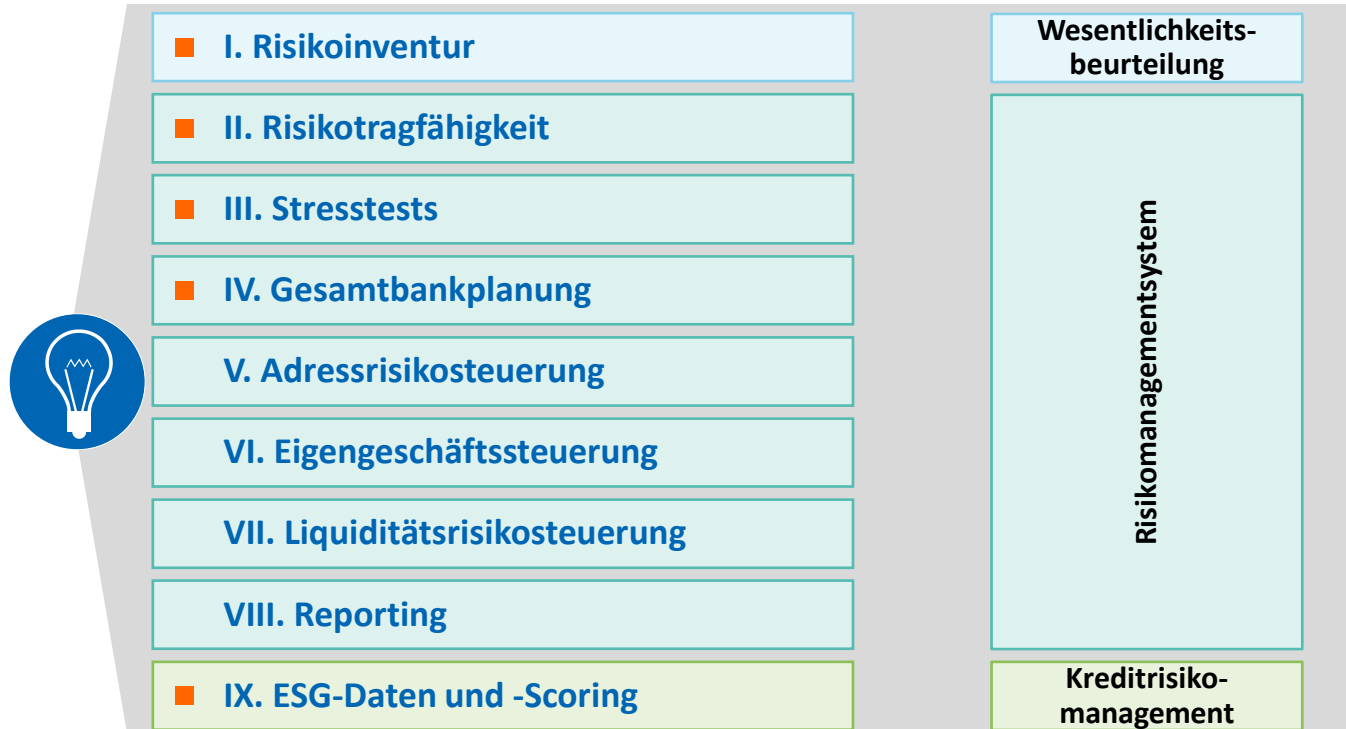 I. Risikoinventur
II. Risikotragfähigkeit
III. Stresstests
IV. Gesamtbankplanung
V. Adressrisikosteuerung
VI. Eigengeschäftssteuerung
VII. Liquiditätsrisikosteuerung
VIII. Reporting
IX. ESG-Daten und -Scoring
Wesentlichkeits-
beurteilung
Risikomanagementsystem
Kreditrisiko-
management